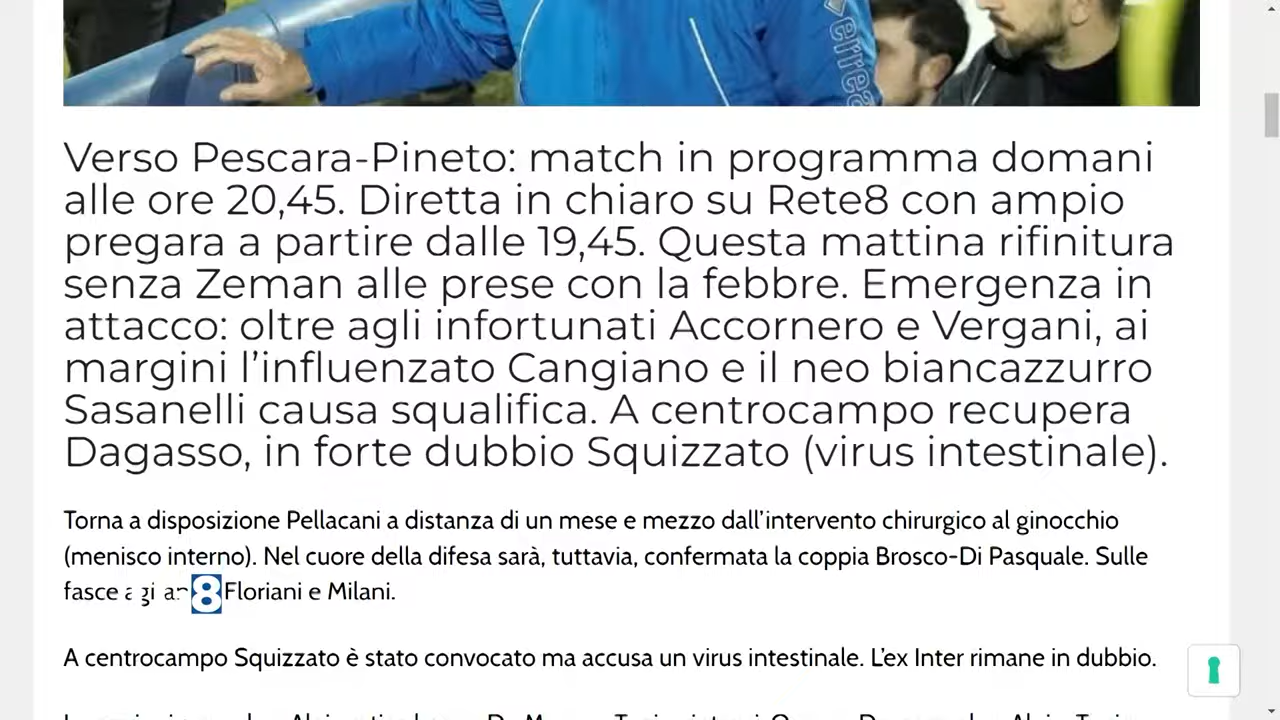 errea
Verso Pescara-Pineto: match in programma domani
alle ore 20,45. Diretta in chiaro su Rete8 con ampio
pregara a partire dalle 19,45. Questa mattina rifinitura
senza Zeman alle prese con la febbre. Emergenza in
attacco: oltre agli infortunati Accornero e Vergani, ai
margini l’influenzato Cangiano e il neo biancazzurro
Sasanelli causa squalifica. A centrocampo recupera
Dagasso, in forte dubbio Squizzato (virus intestinale).
Torna a disposizione Pellacani a distanza di un mese e mezzo dall’intervento chirurgico al ginocchio
(menisco interno). Nel cuore della difesa sarà, tuttavia, confermata la coppia Brosco-Di Pasquale. Sulle
fasce 8 Floriani e Milani.
A centrocampo Squizzato è stato convocato ma accusa un virus intestinale. L’ex Inter rimane in dubbio.